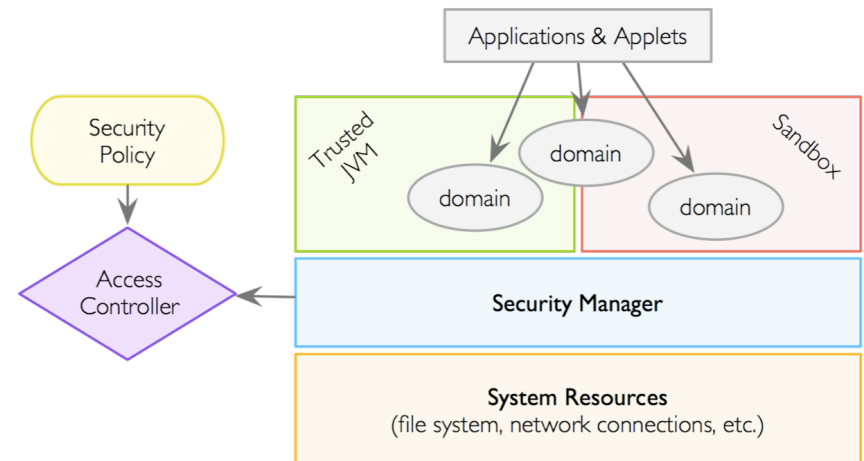 Applications & Applets
Security
Policy
Trusted
JVM
Sandbox
domain
domain
domain
Access
Controller
Security Manager
System Resources
(file system, network connections, etc.)